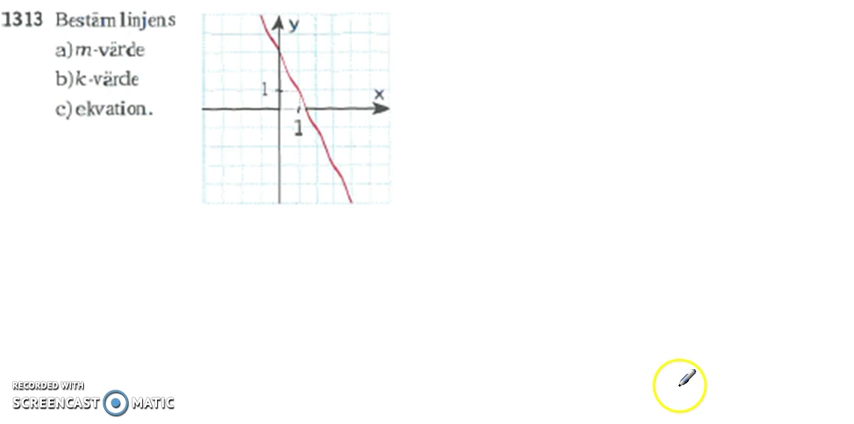 1313 Bestäm linjens
a) m-värde
b) k-värde
c) ekvation.
y
1
x
1
RECORDED WITH
SCREENCAST MATIC